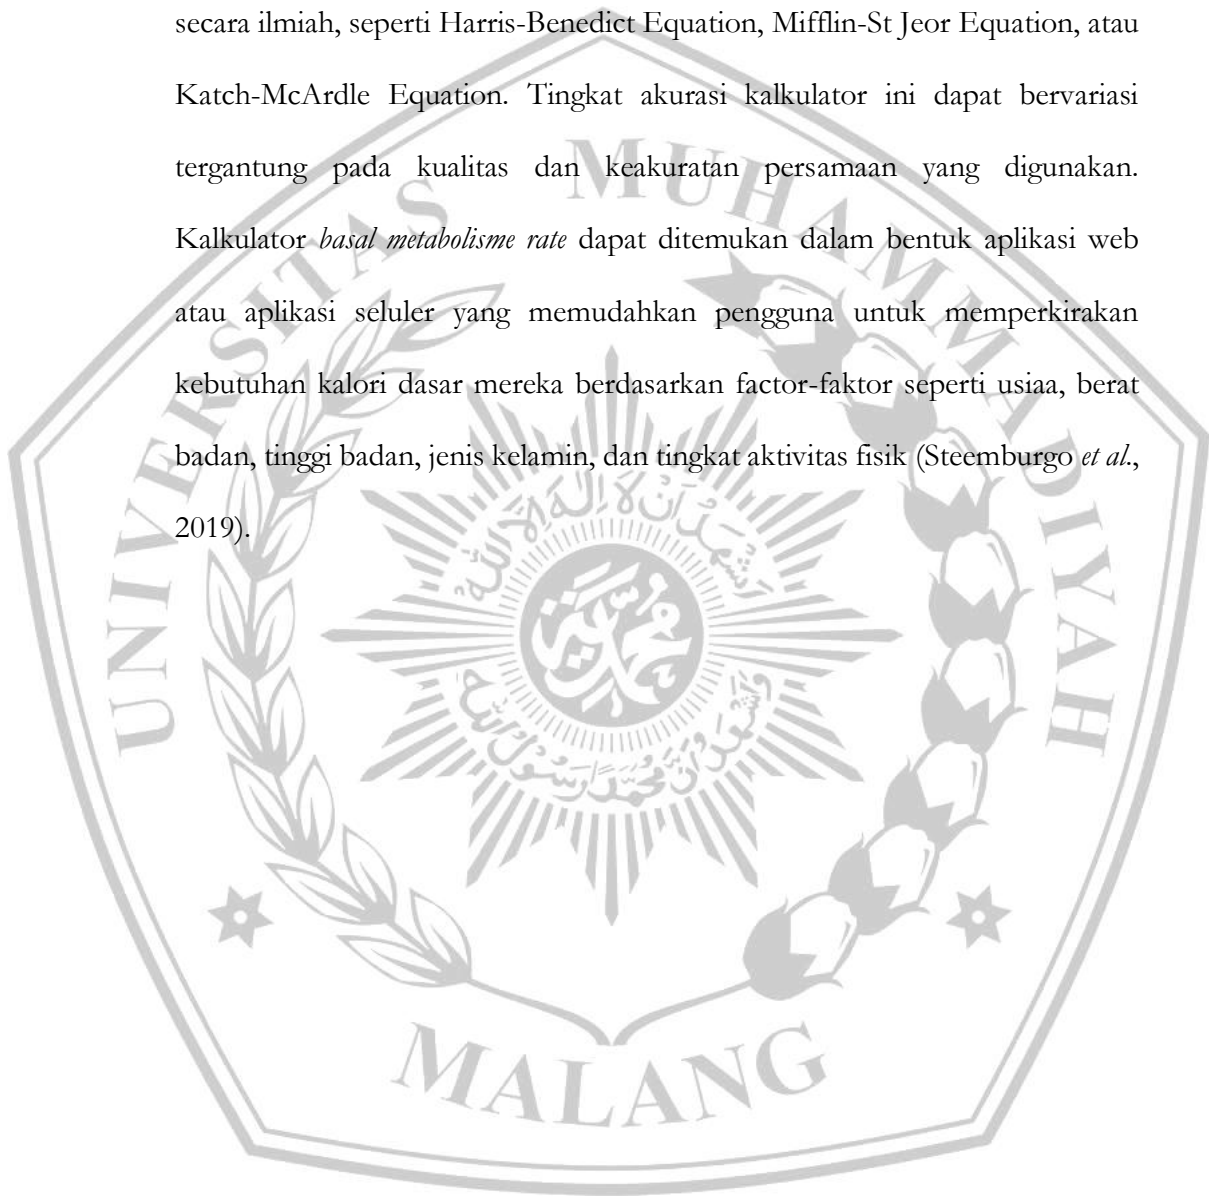 secara ilmiah, seperti Harris-Benedict Equation, Mifflin-St Jeor Equation, atau
Katch-McArdle Equation. Tingkat akurasi kalkulator ini dapat bervariasi
tergantung pada kualitas dan keakuratan persamaan yang digunakan.
Kalkulator basal metabolisme rate dapat ditemukan dalam bentuk aplikasi web
atau aplikasi seluler yang memudahkan pengguna untuk memperkirakan
kebutuhan kalori dasar mereka berdasarkan factor-faktor seperti usiaa, berat
badan, tinggi badan, jenis kelamin, dan tingkat aktivitas fisik (Steemburgo et al.,
2019).
UNIVERSITAS MUHAMMADIYAH
MALANG